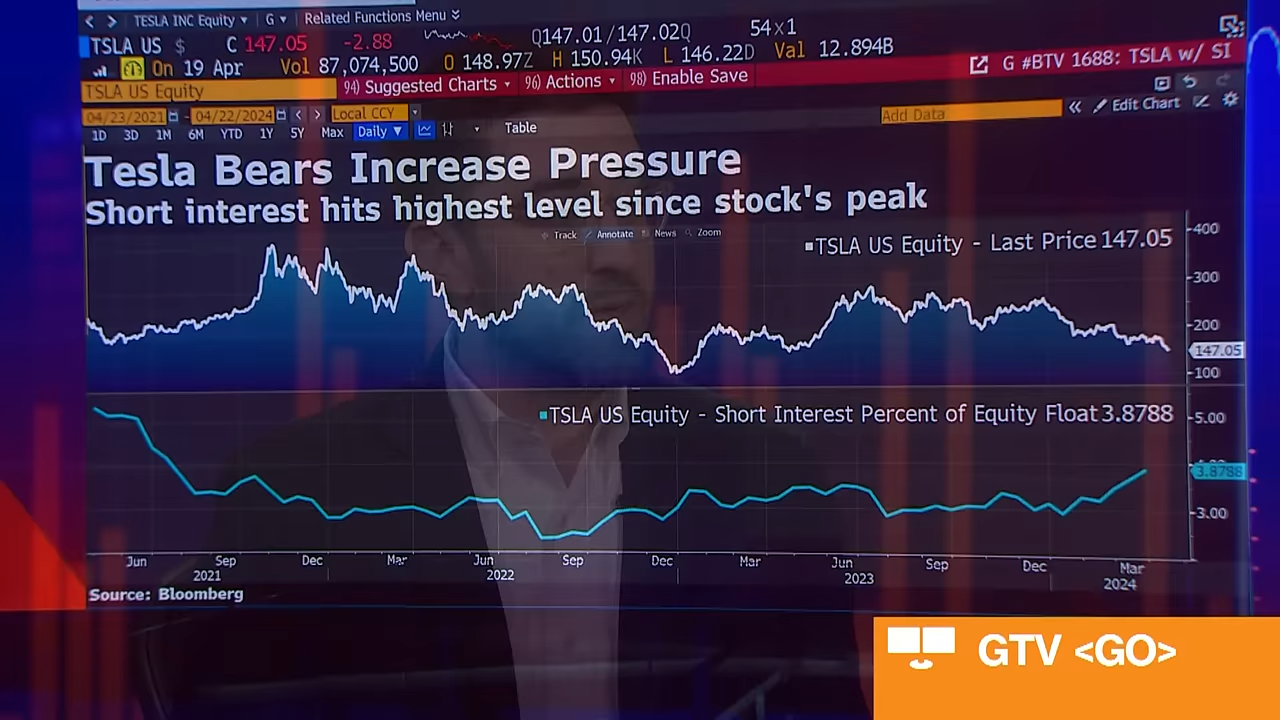 < > TESLA INC Equity ▼ G ▼ Related Functions Menu
TSLA US $ C 147.05 -2.88 Q147.01/147.02Q 54x1
On 19 Apr Vol 87,074,500 O 148.97Z H 150.94K L 146.22D Val 12.894B
TSLA US Equity 94) Suggested Charts 96) Actions 98) Enable Save G #BTV 1688: TSLA w/ SI
04/23/2021 - 04/22/2024 < > Local CCY Add Data « Edit Chart
1D 3D 1M 6M YTD 1Y 5Y Max Daily ▼ Table
Tesla Bears Increase Pressure
Short interest hits highest level since stock's peak
Track Annotate News Zoom
TSLA US Equity - Last Price 147.05
400
300
200
147.05
100
TSLA US Equity - Short Interest Percent of Equity Float 3.8788
5.00
3.8788
3.00
Jun Sep Dec Mar Jun Sep Dec Mar Jun Sep Dec Mar
2021 2022 2023 2024
Source: Bloomberg
GTV <GO>